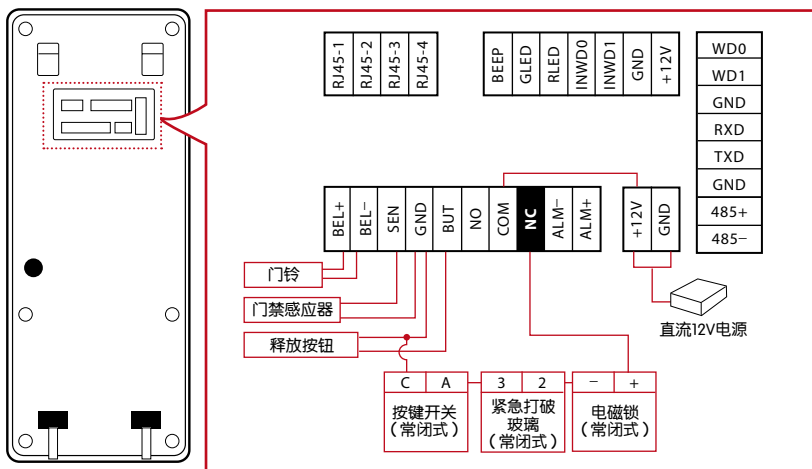 RJ45-1
RJ45-2
RJ45-3
RJ45-4
BEEP
GLED
RLED
INWD0
INWD1
GND
+12V
WD0
WD1
GND
RXD
TXD
GND
485+
485−
BEL+
BEL−
SEN
GND
BUT
NO
COM
NC
ALM−
ALM+
+12V
GND
门铃
门禁感应器
释放按钮
直流12V电源
C A
按键开关
(常闭式)
3 2
紧急打破
玻璃
(常闭式)
− +
电磁锁
(常闭式)